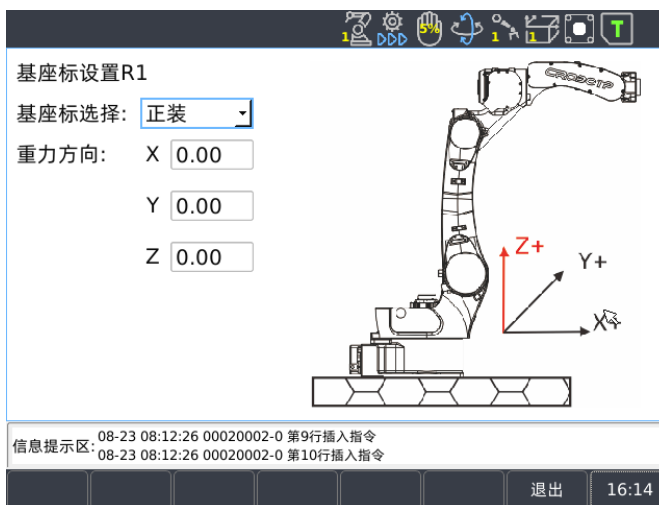 1 DDD 5% 1 1 T
基座标设置R1
基座标选择: 正装
重力方向: X 0.00
Y 0.00
Z 0.00
CROBOTP
Z+
Y+
X+
信息提示区: 08-23 08:12:26 00020002-0 第9行插入指令
08-23 08:12:26 00020002-0 第10行插入指令
退出 16:14